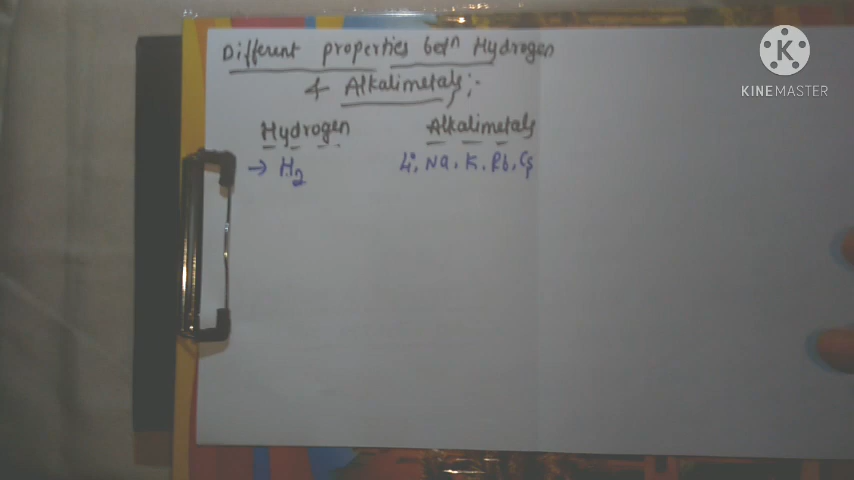 Different properties betn Hydrogen
& Alkalimetals:-
Hydrogen Alkalimetals
→ H2 Li, Na, K, Rb, Cs
K
KINEMASTER